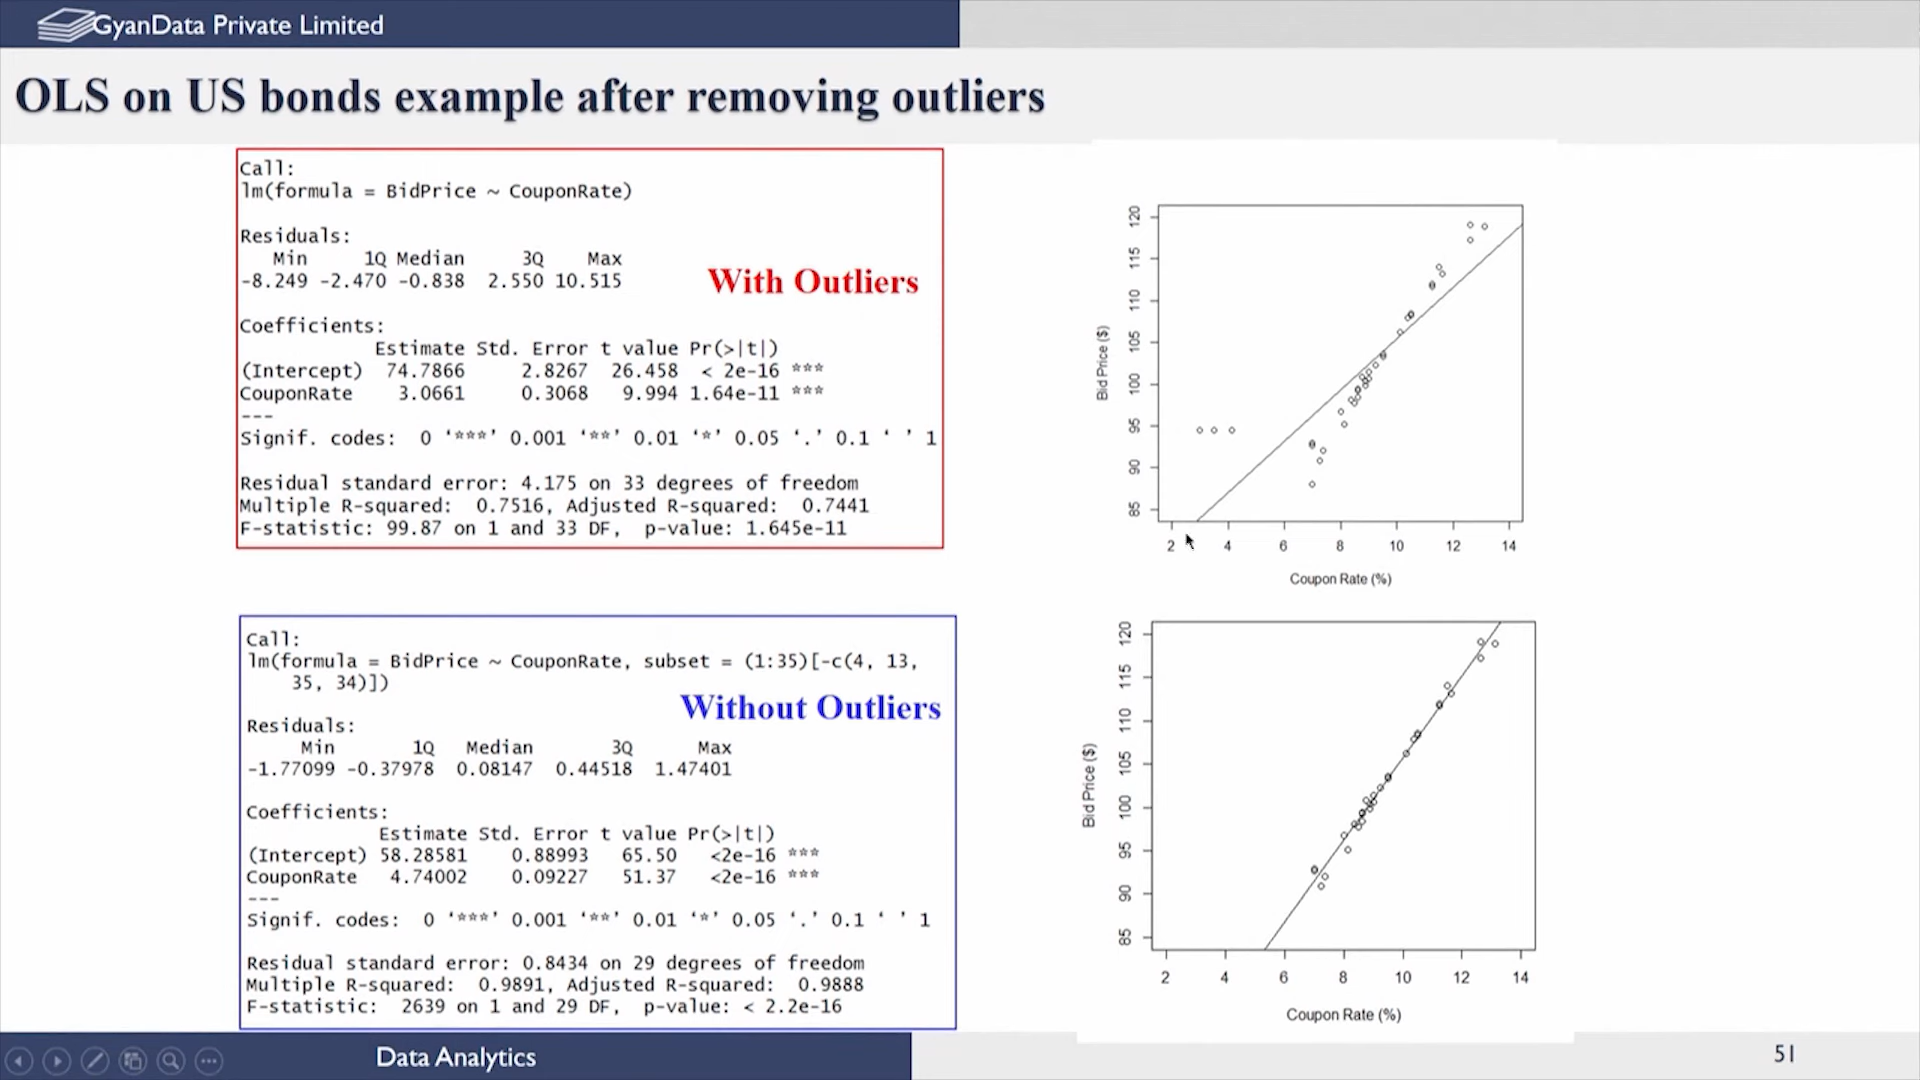 GyanData Private Limited
OLS on US bonds example after removing outliers
Call:
lm(formula = BidPrice ~ CouponRate)
Residuals:
Min 1Q Median 3Q Max
-8.249 -2.470 -0.838 2.550 10.515
With Outliers
Coefficients:
Estimate Std. Error t value Pr(>|t|)
(Intercept) 74.7866 2.8267 26.458 < 2e-16 ***
CouponRate 3.0661 0.3068 9.994 1.64e-11 ***
---
Signif. codes: 0 ‘***’ 0.001 ‘**’ 0.01 ‘*’ 0.05 ‘.’ 0.1 ‘ ’ 1
Residual standard error: 4.175 on 33 degrees of freedom
Multiple R-squared: 0.7516, Adjusted R-squared: 0.7441
F-statistic: 99.87 on 1 and 33 DF, p-value: 1.645e-11
Bid Price ($)
120
115
110
105
100
95
90
85
2 4 6 8 10 12 14
Coupon Rate (%)
Call:
lm(formula = BidPrice ~ CouponRate, subset = (1:35)[-c(4, 13,
35, 34)])
Without Outliers
Residuals:
Min 1Q Median 3Q Max
-1.77099 -0.37978 0.08147 0.44518 1.47401
Coefficients:
Estimate Std. Error t value Pr(>|t|)
(Intercept) 58.28581 0.88993 65.50 <2e-16 ***
CouponRate 4.74002 0.09227 51.37 <2e-16 ***
---
Signif. codes: 0 ‘***’ 0.001 ‘**’ 0.01 ‘*’ 0.05 ‘.’ 0.1 ‘ ’ 1
Residual standard error: 0.8434 on 29 degrees of freedom
Multiple R-squared: 0.9891, Adjusted R-squared: 0.9888
F-statistic: 2639 on 1 and 29 DF, p-value: < 2.2e-16
Bid Price ($)
120
115
110
105
100
95
90
85
2 4 6 8 10 12 14
Coupon Rate (%)
Data Analytics
51